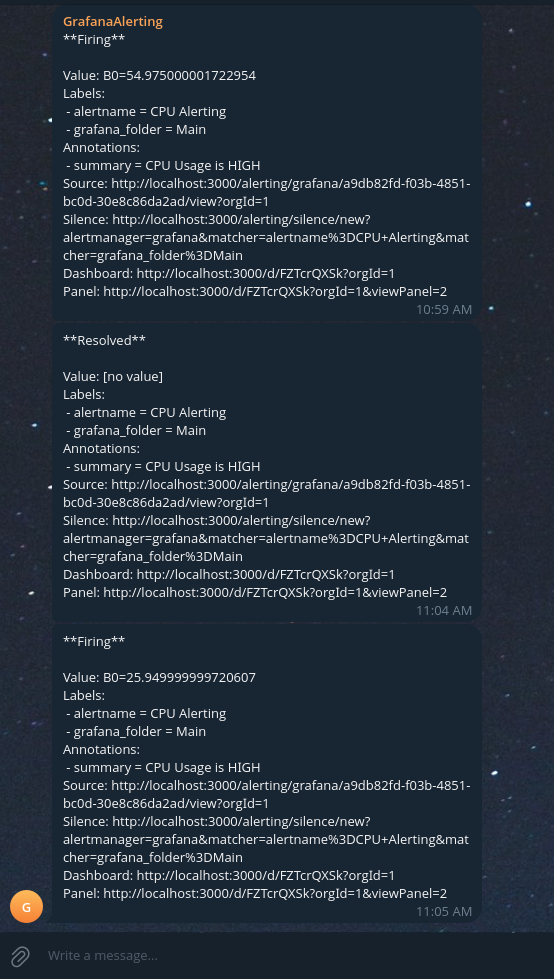 GrafanaAlerting
**Firing**
Value: B0=54.975000001722954
Labels:
- alertname = CPU Alerting
- grafana_folder = Main
Annotations:
- summary = CPU Usage is HIGH
Source: http://localhost:3000/alerting/grafana/a9db82fd-f03b-4851-
bc0d-30e8c86da2ad/view?orgId=1
Silence: http://localhost:3000/alerting/silence/new?
alertmanager=grafana&matcher=alertname%3DCPU+Alerting&mat
cher=grafana_folder%3DMain
Dashboard: http://localhost:3000/d/FZTcrQXSk?orgId=1
Panel: http://localhost:3000/d/FZTcrQXSk?orgId=1&viewPanel=2
10:59 AM
**Resolved**
Value: [no value]
Labels:
- alertname = CPU Alerting
- grafana_folder = Main
Annotations:
- summary = CPU Usage is HIGH
Source: http://localhost:3000/alerting/grafana/a9db82fd-f03b-4851-
bc0d-30e8c86da2ad/view?orgId=1
Silence: http://localhost:3000/alerting/silence/new?
alertmanager=grafana&matcher=alertname%3DCPU+Alerting&mat
cher=grafana_folder%3DMain
Dashboard: http://localhost:3000/d/FZTcrQXSk?orgId=1
Panel: http://localhost:3000/d/FZTcrQXSk?orgId=1&viewPanel=2
11:04 AM
**Firing**
Value: B0=25.949999999720607
Labels:
- alertname = CPU Alerting
- grafana_folder = Main
Annotations:
- summary = CPU Usage is HIGH
Source: http://localhost:3000/alerting/grafana/a9db82fd-f03b-4851-
bc0d-30e8c86da2ad/view?orgId=1
Silence: http://localhost:3000/alerting/silence/new?
alertmanager=grafana&matcher=alertname%3DCPU+Alerting&mat
cher=grafana_folder%3DMain
Dashboard: http://localhost:3000/d/FZTcrQXSk?orgId=1
Panel: http://localhost:3000/d/FZTcrQXSk?orgId=1&viewPanel=2
11:05 AM
G
Write a message...